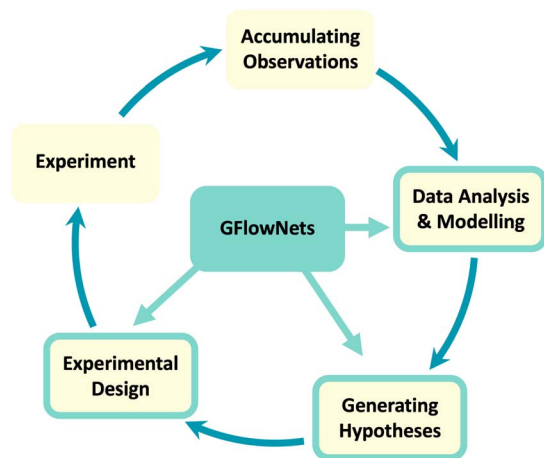 Accumulating
Observations
Experiment
Data Analysis
& Modelling
GFlowNets
Experimental
Design
Generating
Hypotheses